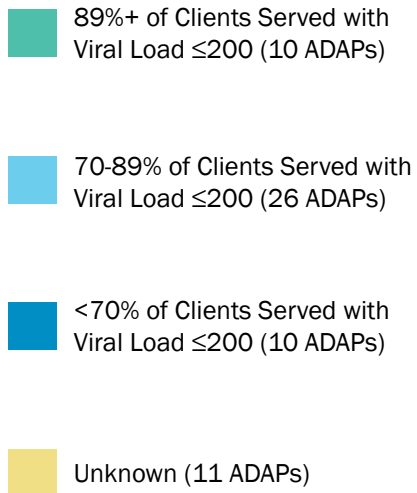 89%+ of Clients Served with
Viral Load ≤200 (10 ADAPs)
70-89% of Clients Served with
Viral Load ≤200 (26 ADAPs)
<70% of Clients Served with
Viral Load ≤200 (10 ADAPs)
Unknown (11 ADAPs)